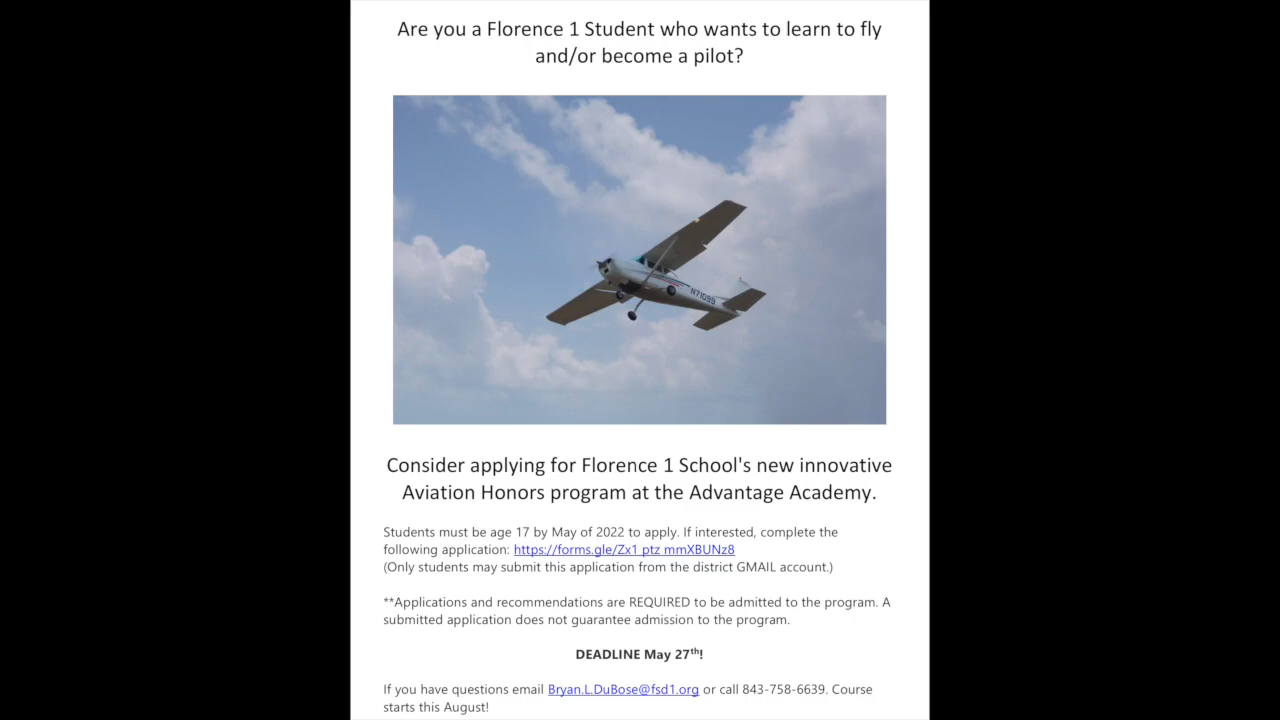 Are you a Florence 1 Student who wants to learn to fly
and/or become a pilot?
N71099
Consider applying for Florence 1 School's new innovative
Aviation Honors program at the Advantage Academy.
Students must be age 17 by May of 2022 to apply. If interested, complete the
following application: https://forms.gle/Zx1 ptz mmXBUNz8
(Only students may submit this application from the district GMAIL account.)
**Applications and recommendations are REQUIRED to be admitted to the program. A
submitted application does not guarantee admission to the program.
DEADLINE May 27th!
If you have questions email Bryan.L.DuBose@fsd1.org or call 843-758-6639. Course
starts this August!